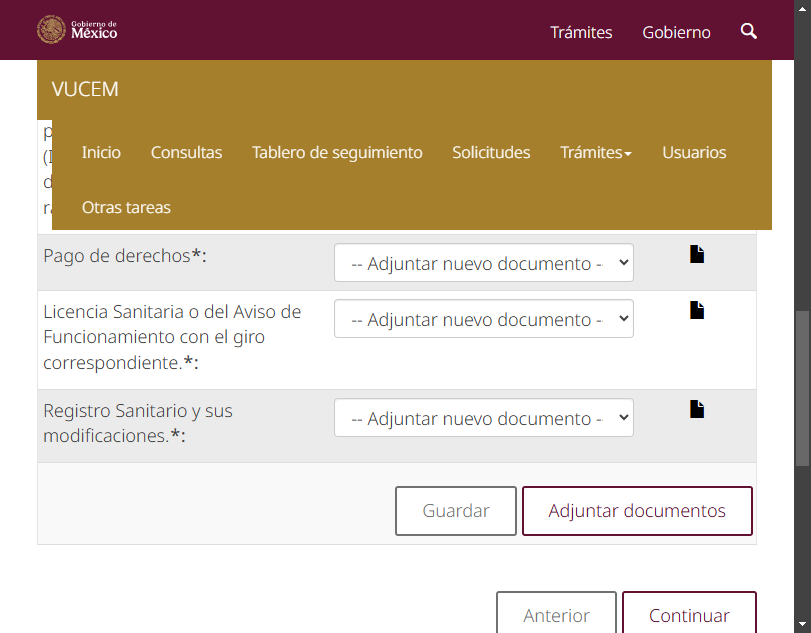 Gobierno de
México
Trámites Gobierno
VUCEM
Inicio Consultas Tablero de seguimiento Solicitudes Trámites Usuarios
Otras tareas
Pago de derechos*: -- Adjuntar nuevo documento -
Licencia Sanitaria o del Aviso de
Funcionamiento con el giro
correspondiente.*:
-- Adjuntar nuevo documento -
Registro Sanitario y sus
modificaciones.*:
-- Adjuntar nuevo documento -
Guardar Adjuntar documentos
Anterior Continuar